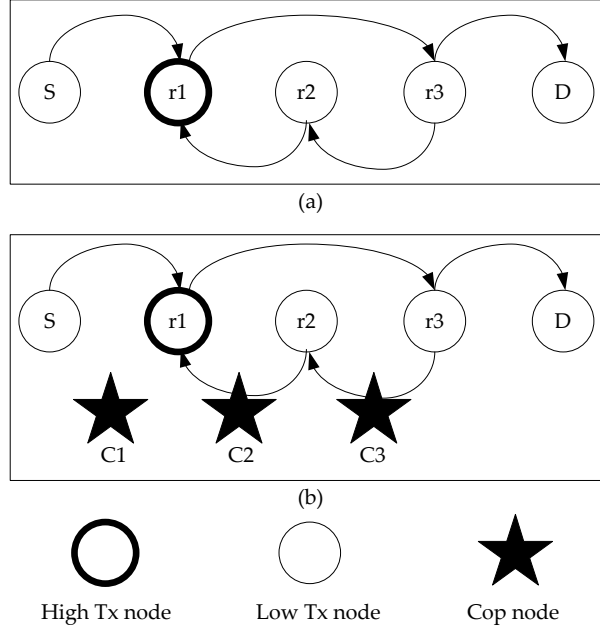 S r1 r2 r3 D
(a)
S r1 r2 r3 D
C1 C2 C3
(b)
High Tx node Low Tx node Cop node